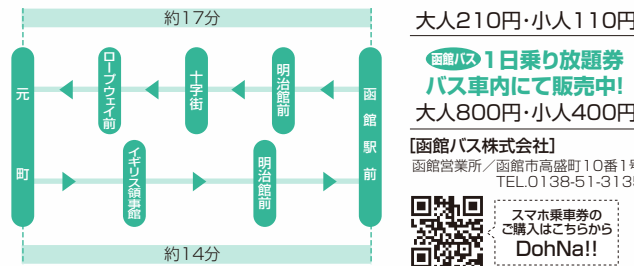 約17分
元町
ロープウェイ前
十字街
明治館前
函館駅前
イギリス領事館
明治館前
約14分
大人210円･小人110円
函館バス 1日乗り放題券
バス車内にて販売中!
大人800円･小人400円
[函館バス株式会社]
函館営業所／函館市高盛町10番1号
TEL.0138-51-3135
スマホ乗車券の
ご購入はこちらから
DohNa!!